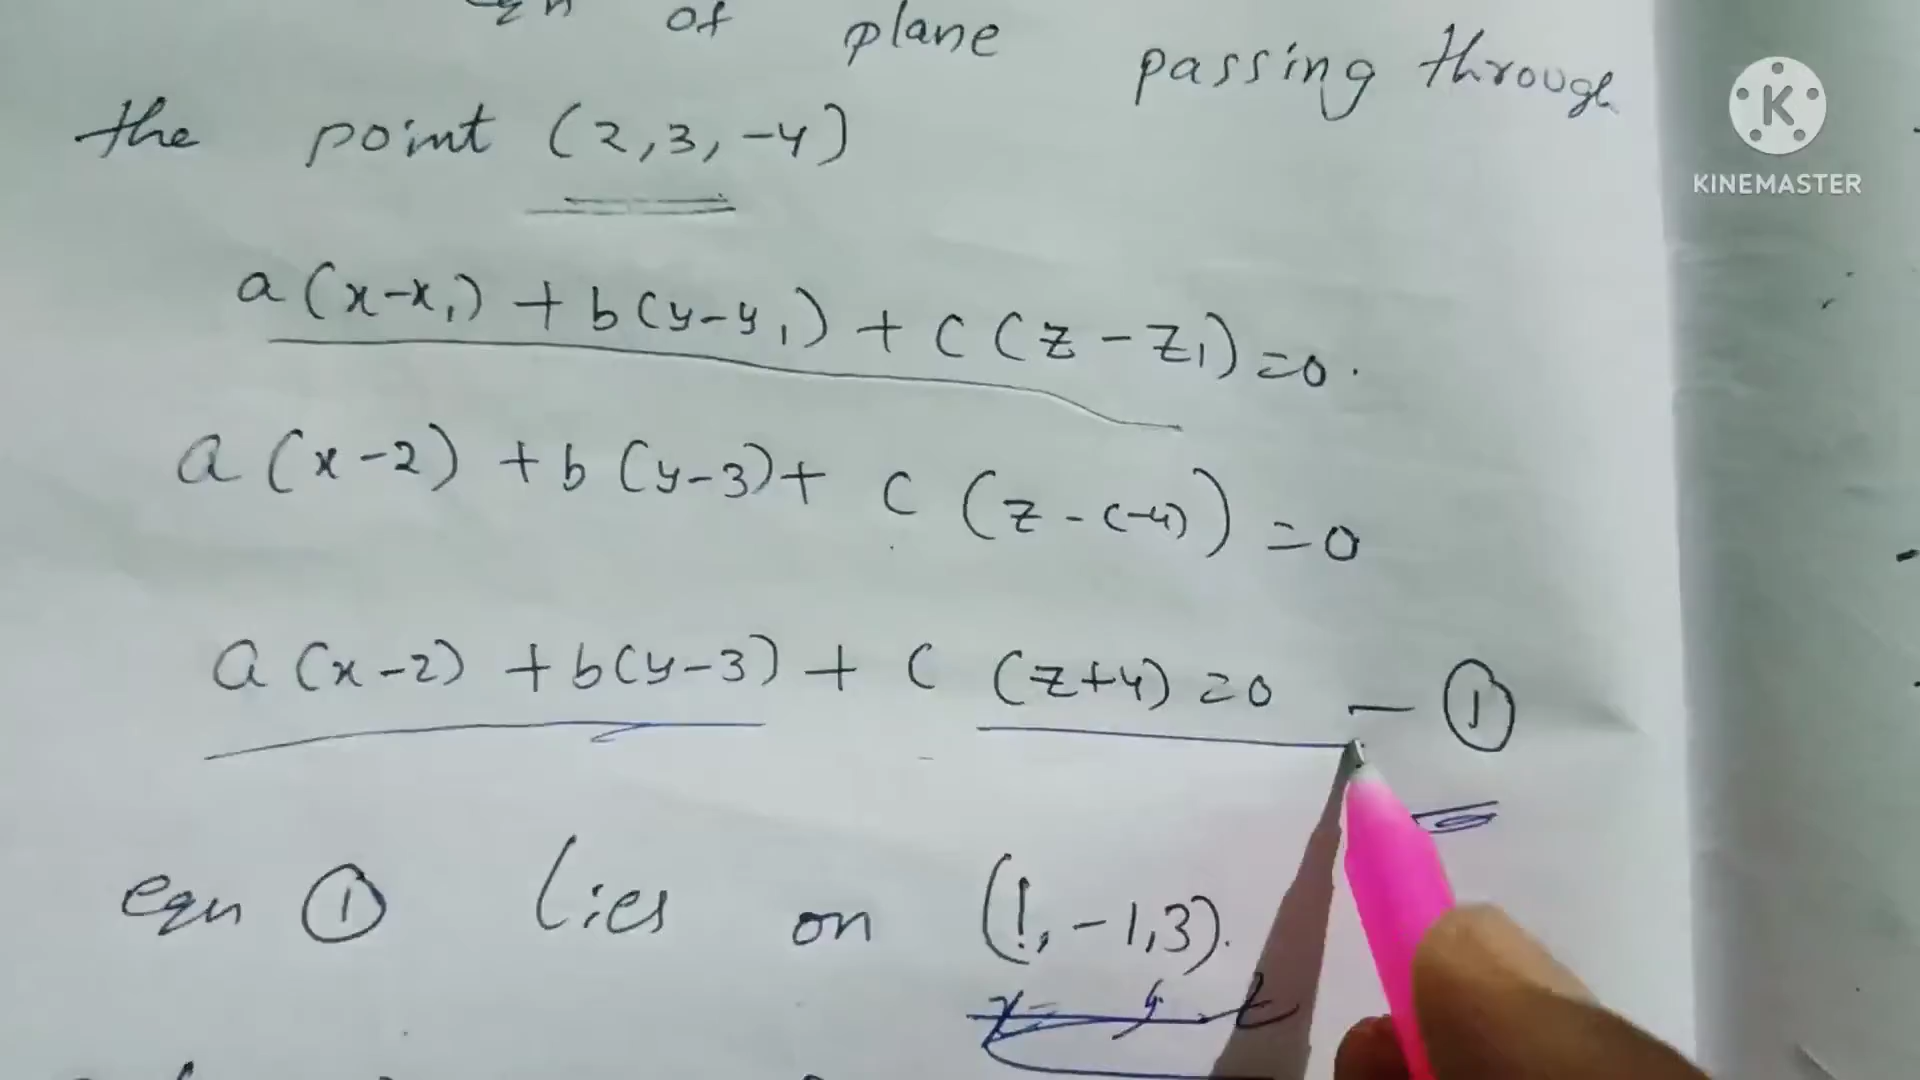 eqn of plane passing through
the point (2,3,-4)
a(x-x₁) + b(y-y₁) + c(z-z₁)=0.
a(x-2) +b(y-3)+ c(z-(-4))=0
a(x-2) +b(y-3) + c(z+4)=0 — ①
eqn ① lies on (1,-1,3).
x y z
K
KINEMASTER